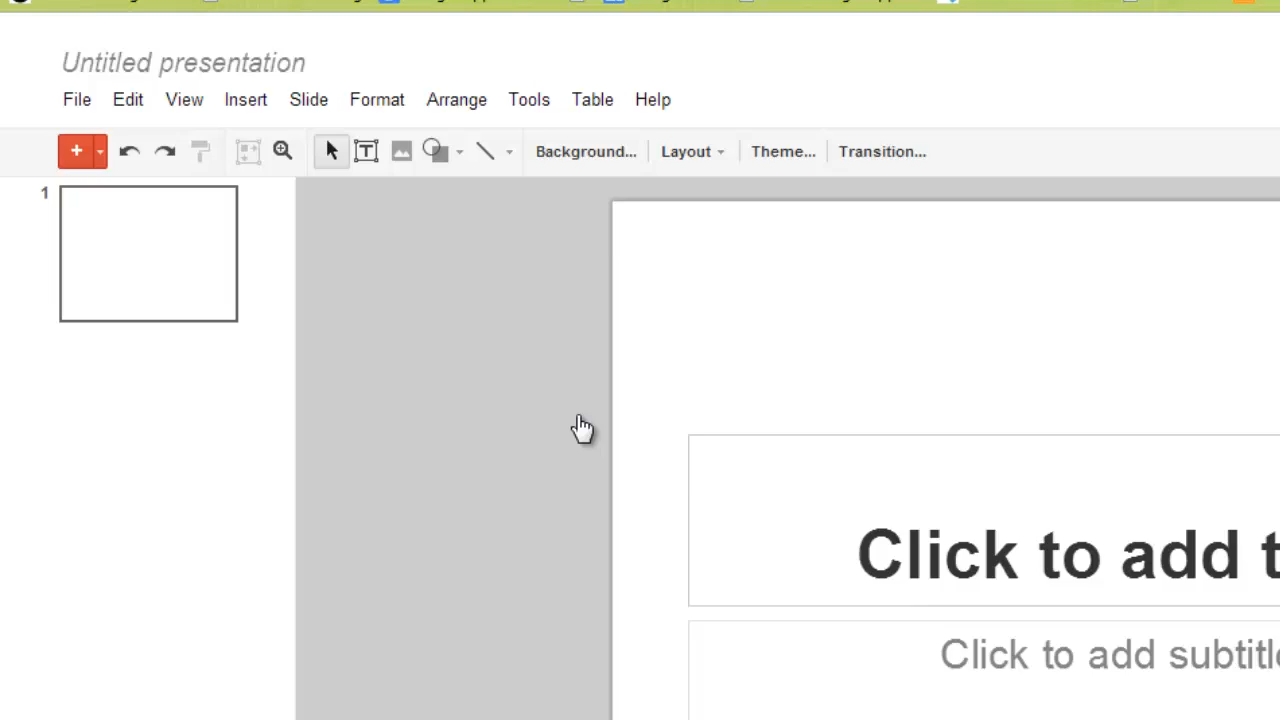 Untitled presentation
File Edit View Insert Slide Format Arrange Tools Table Help
Background... Layout Theme... Transition...
1
Click to add t
Click to add subtitle